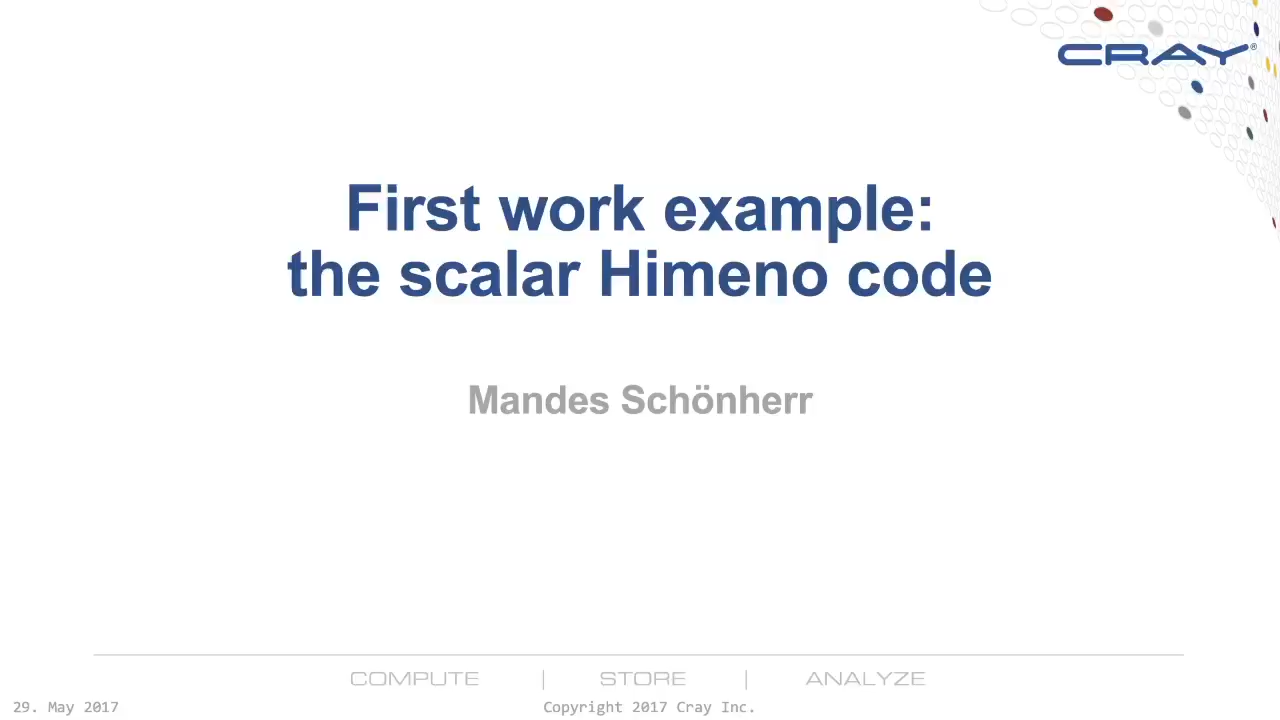 CRAY®
First work example:
the scalar Himeno code
Mandes Schönherr
COMPUTE | STORE | ANALYZE
29. May 2017 Copyright 2017 Cray Inc.